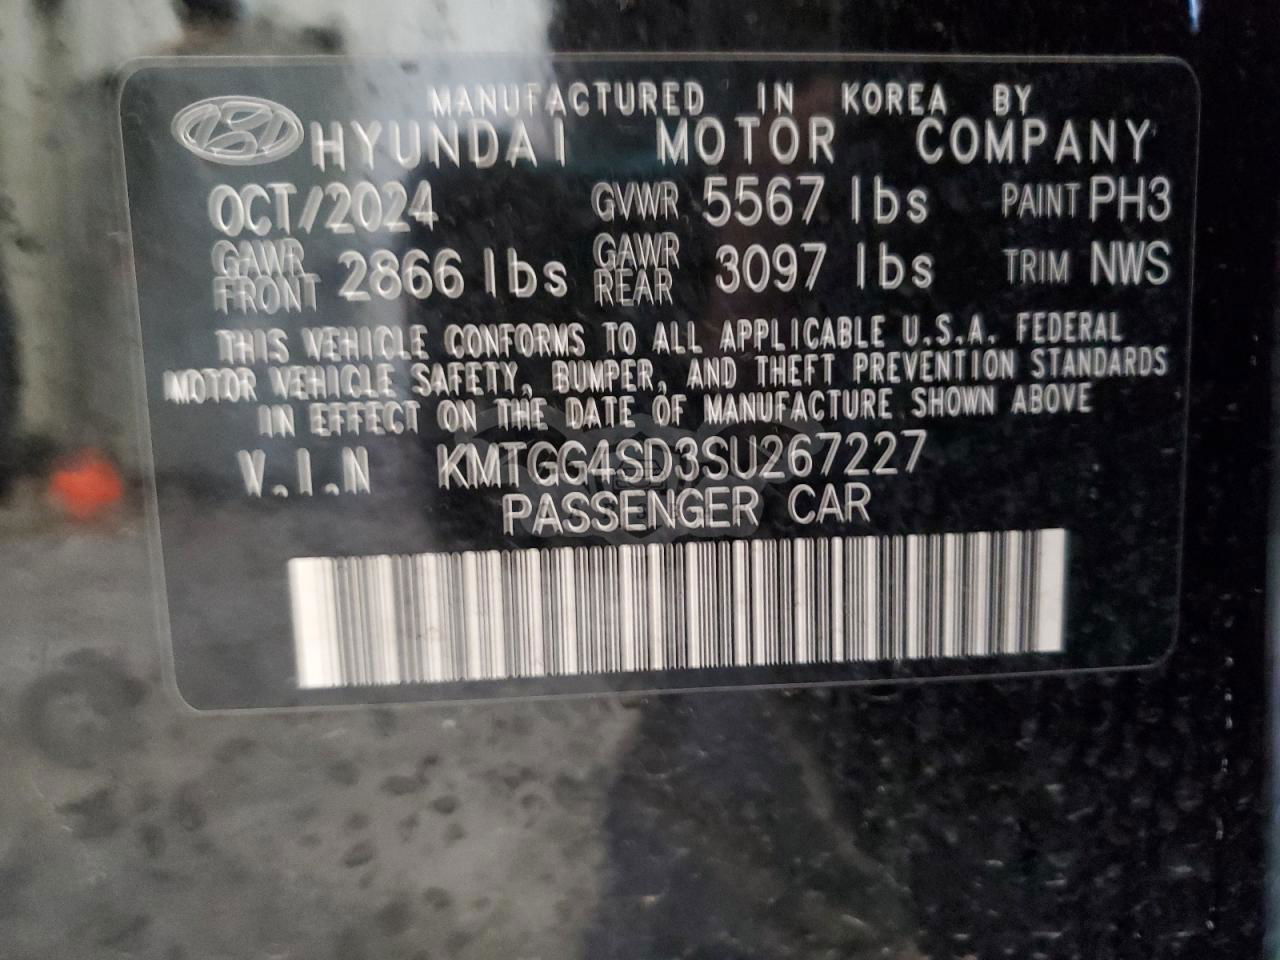 MANUFACTURED IN KOREA BY
HYUNDAI MOTOR COMPANY
OCT/2024 GVWR 5567 lbs PAINT PH3
GAWR FRONT 2866 lbs GAWR REAR 3097 lbs TRIM NWS
THIS VEHICLE CONFORMS TO ALL APPLICABLE U.S.A. FEDERAL
MOTOR VEHICLE SAFETY, BUMPER, AND THEFT PREVENTION STANDARDS
IN EFFECT ON THE DATE OF MANUFACTURE SHOWN ABOVE
V.I.N KMTGG4SD3SU267227
PASSENGER CAR